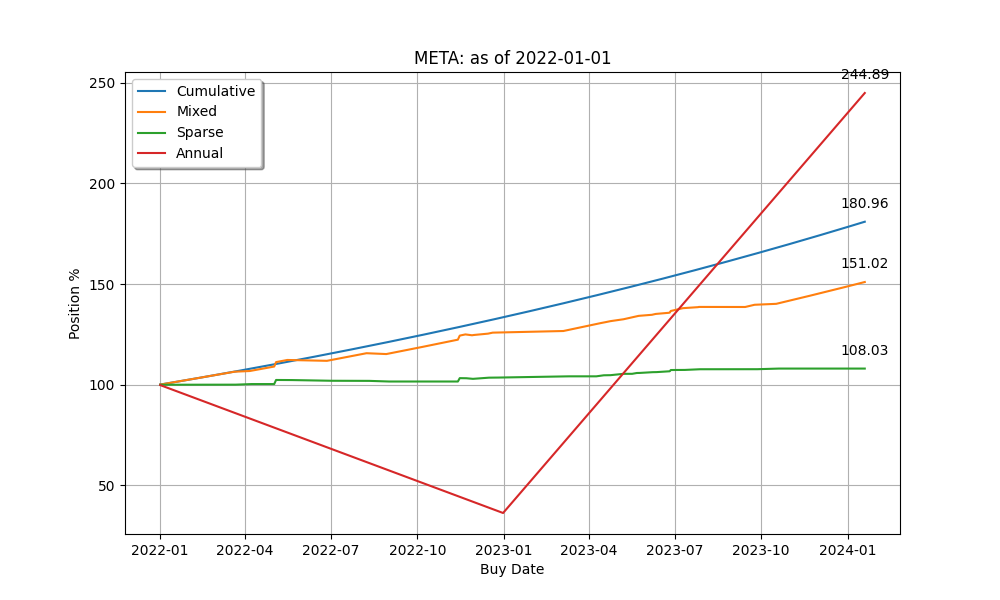 META: as of 2022-01-01
250
200
150
100
50
Position %
Cumulative
Mixed
Sparse
Annual
244.89
180.96
151.02
108.03
2022-01 2022-04 2022-07 2022-10 2023-01 2023-04 2023-07 2023-10 2024-01
Buy Date